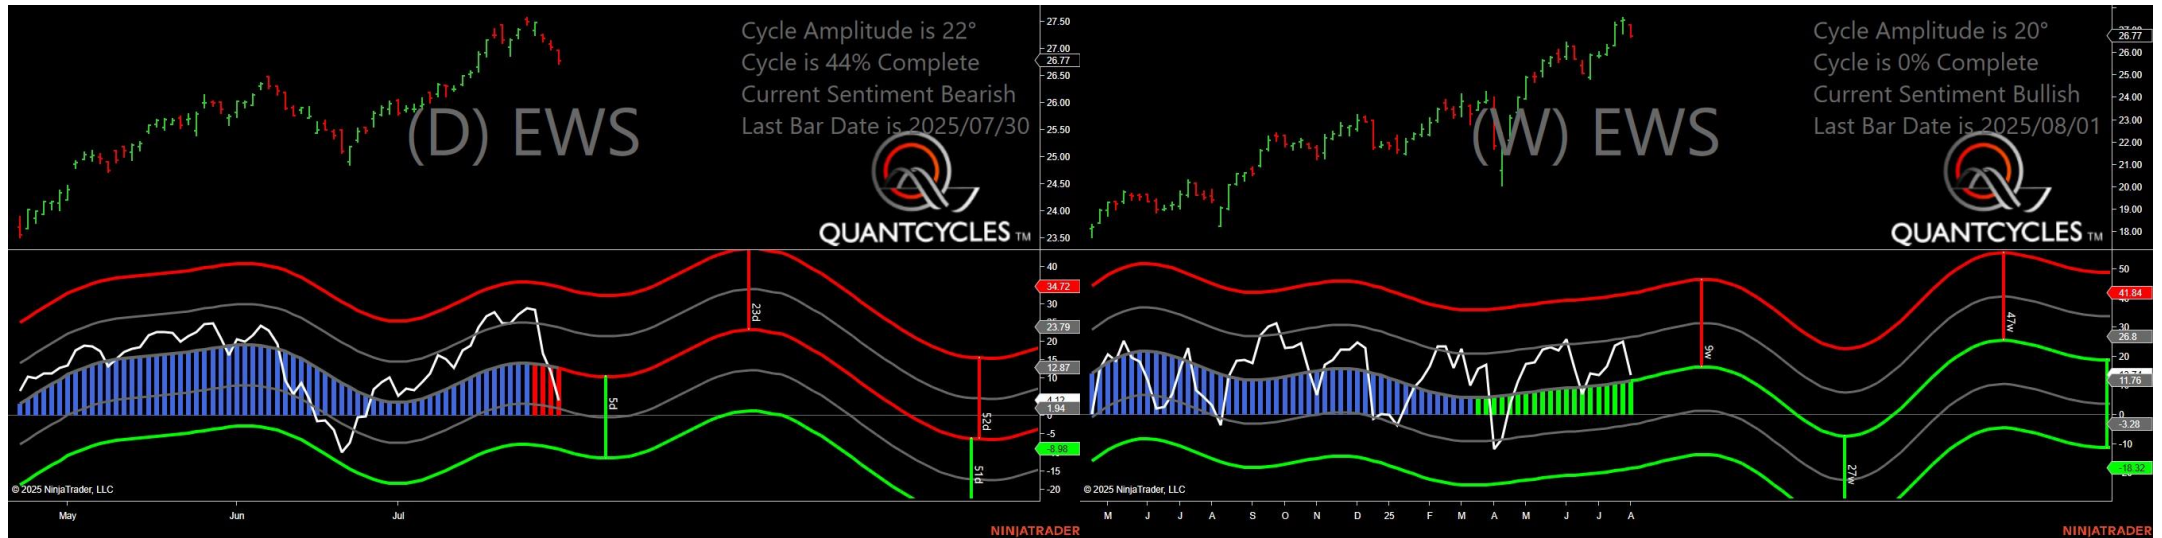 Cycle Amplitude is 22°
Cycle is 44% Complete
Current Sentiment Bearish
Last Bar Date is 2025/07/30
(D) EWS
QUANTCYCLES TM
27.50
27.00
26.77
26.50
26.00
25.50
25.00
24.50
24.00
23.50
40
34.72
30
23.79
20
15
12.87
10
1.94
-5
-8.98
-15
-20
23d
5d
52d
51d
© 2025 NinjaTrader, LLC
May
Jun
Jul
NINJATRADER
Cycle Amplitude is 20°
Cycle is 0% Complete
Current Sentiment Bullish
Last Bar Date is 2025/08/01
(W) EWS
QUANTCYCLES TM
26.77
26.00
25.00
24.00
23.00
22.00
21.00
20.00
19.00
18.00
50
41.84
30
26.8
20
11.76
0
-3.28
-10
-18.32
9w
47w
27w
© 2025 NinjaTrader, LLC
M J J A S O N D 25 F M A M J J A
NINJATRADER